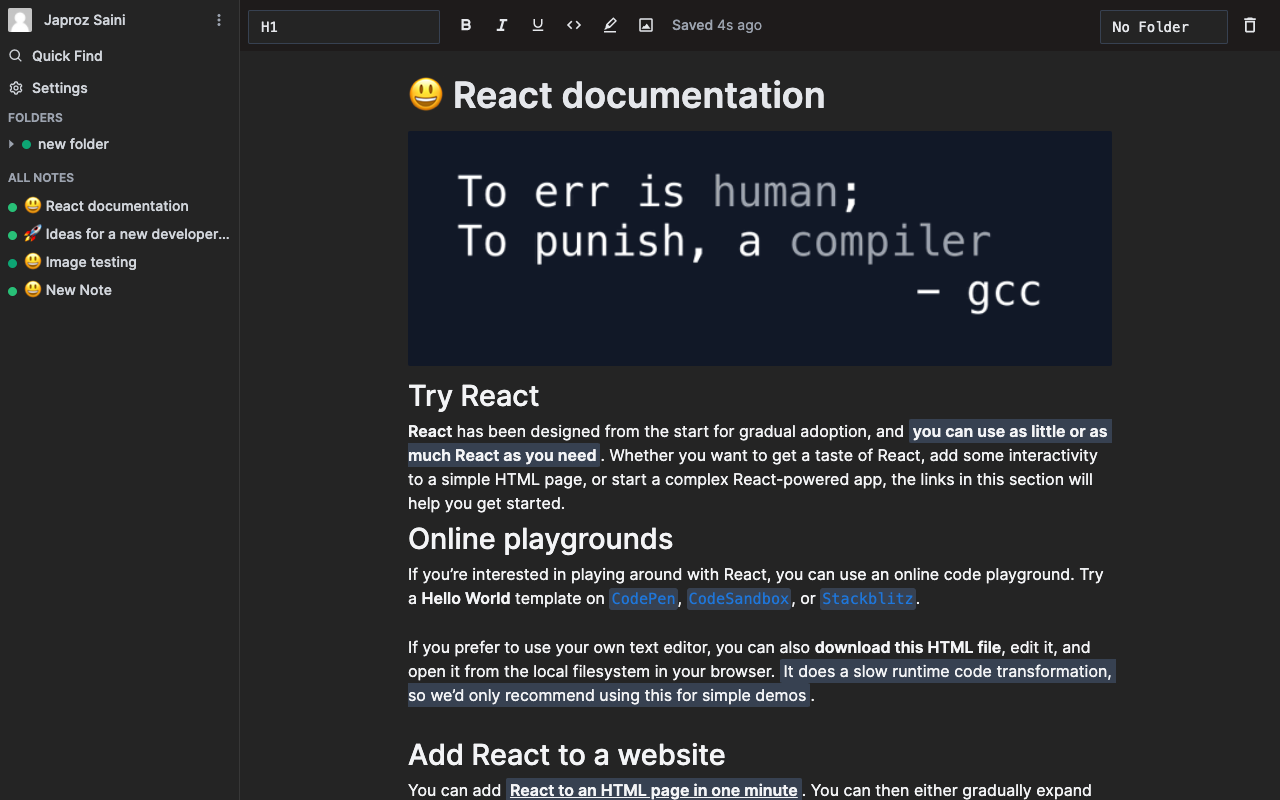 Japroz Saini
Quick Find
Settings
FOLDERS
new folder
ALL NOTES
😃 React documentation
🚀 Ideas for a new developer...
😃 Image testing
😃 New Note
H1
B I U <> Saved 4s ago
No Folder
😃 React documentation
To err is human;
To punish, a compiler
– gcc
Try React
React has been designed from the start for gradual adoption, and you can use as little or as
much React as you need. Whether you want to get a taste of React, add some interactivity
to a simple HTML page, or start a complex React-powered app, the links in this section will
help you get started.
Online playgrounds
If you’re interested in playing around with React, you can use an online code playground. Try
a Hello World template on CodePen, CodeSandbox, or Stackblitz.
If you prefer to use your own text editor, you can also download this HTML file, edit it, and
open it from the local filesystem in your browser. It does a slow runtime code transformation,
so we’d only recommend using this for simple demos.
Add React to a website
You can add React to an HTML page in one minute. You can then either gradually expand